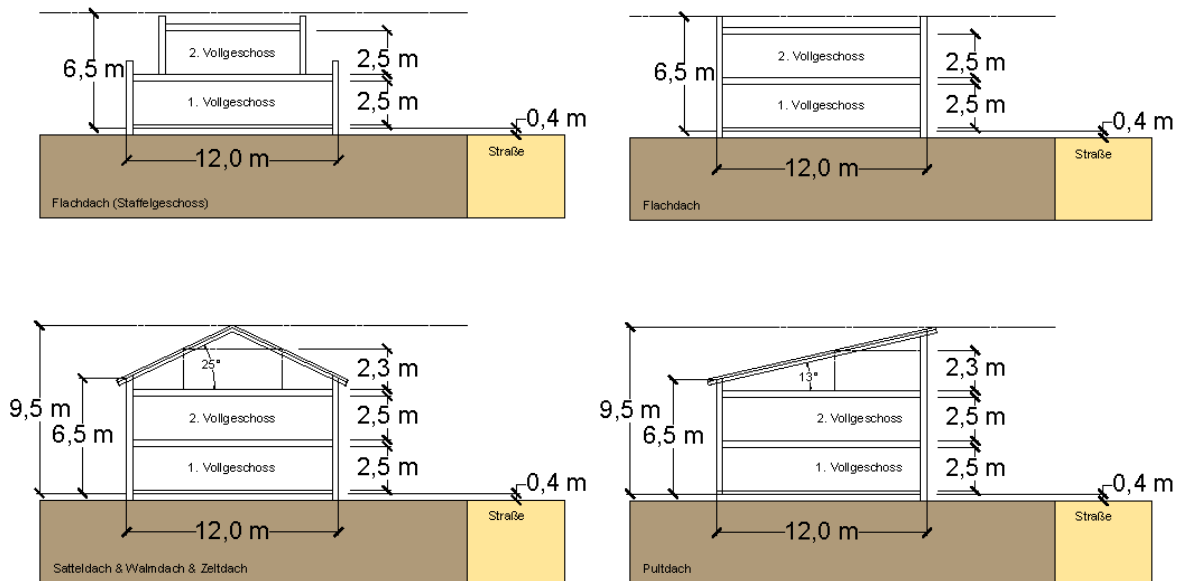 6,5 m
2. Vollgeschoss
2,5 m
1. Vollgeschoss
2,5 m
0,4 m
12,0 m
Straße
Flachdach (Staffelgeschoss)
6,5 m
2. Vollgeschoss
2,5 m
1. Vollgeschoss
2,5 m
0,4 m
12,0 m
Straße
Flachdach
9,5 m
6,5 m
25°
2,3 m
2. Vollgeschoss
2,5 m
1. Vollgeschoss
2,5 m
0,4 m
12,0 m
Straße
Satteldach & Walmdach & Zeltdach
9,5 m
6,5 m
13°
2,3 m
2. Vollgeschoss
2,5 m
1. Vollgeschoss
2,5 m
0,4 m
12,0 m
Straße
Pultdach